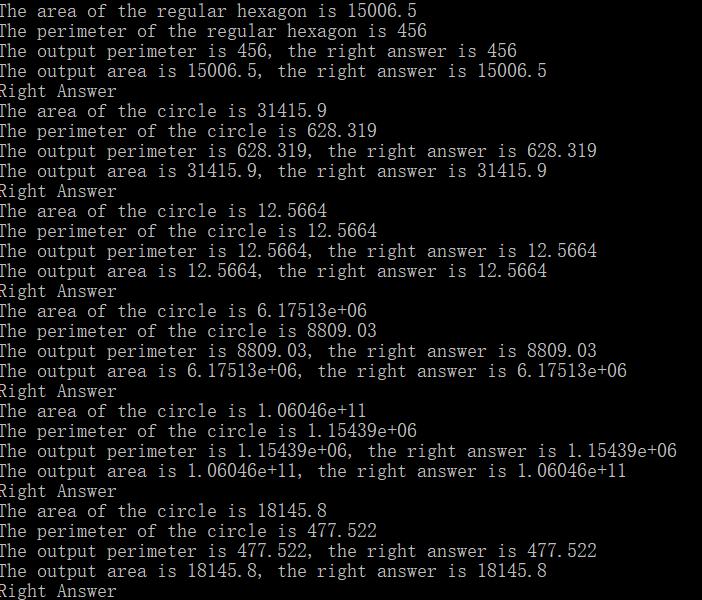 The area of the regular hexagon is 15006.5
The perimeter of the regular hexagon is 456
The output perimeter is 456, the right answer is 456
The output area is 15006.5, the right answer is 15006.5
Right Answer
The area of the circle is 31415.9
The perimeter of the circle is 628.319
The output perimeter is 628.319, the right answer is 628.319
The output area is 31415.9, the right answer is 31415.9
Right Answer
The area of the circle is 12.5664
The perimeter of the circle is 12.5664
The output perimeter is 12.5664, the right answer is 12.5664
The output area is 12.5664, the right answer is 12.5664
Right Answer
The area of the circle is 6.17513e+06
The perimeter of the circle is 8809.03
The output perimeter is 8809.03, the right answer is 8809.03
The output area is 6.17513e+06, the right answer is 6.17513e+06
Right Answer
The area of the circle is 1.06046e+11
The perimeter of the circle is 1.15439e+06
The output perimeter is 1.15439e+06, the right answer is 1.15439e+06
The output area is 1.06046e+11, the right answer is 1.06046e+11
Right Answer
The area of the circle is 18145.8
The perimeter of the circle is 477.522
The output perimeter is 477.522, the right answer is 477.522
The output area is 18145.8, the right answer is 18145.8
Right Answer